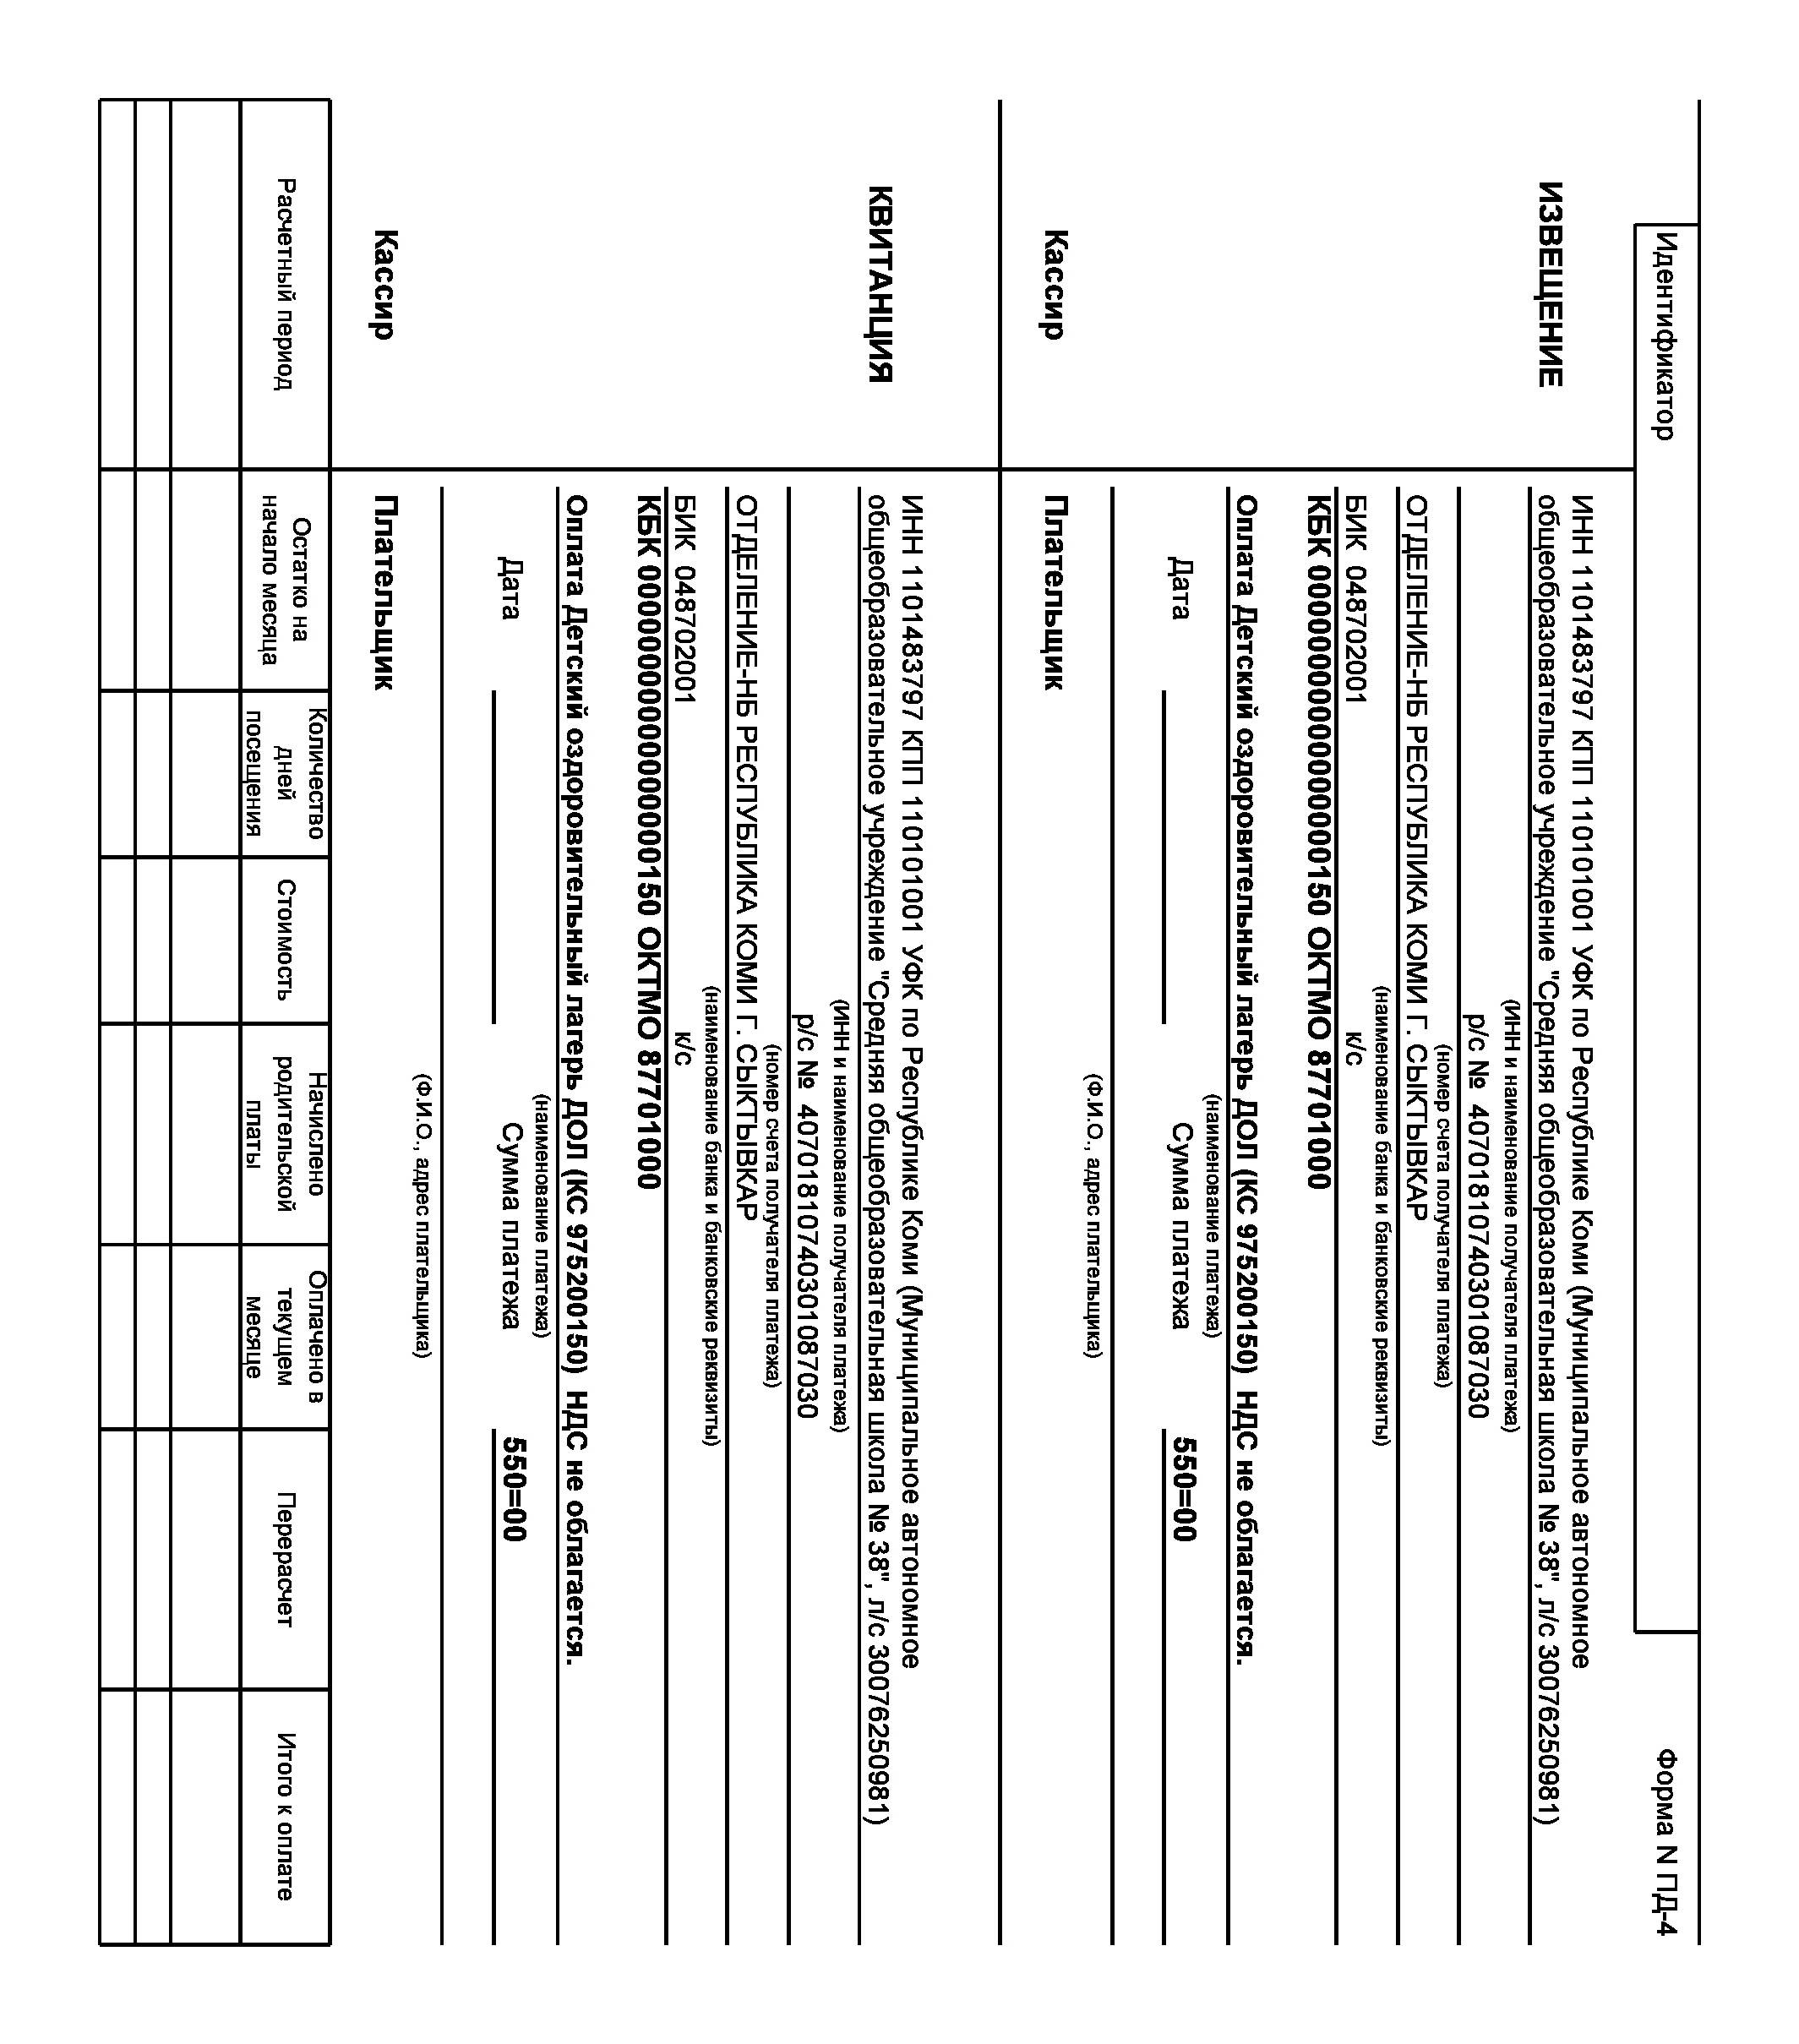 Форма N ПД-4
Идентификатор
ИЗВЕЩЕНИЕ
ИНН 1101483797 КПП 110101001 УФК по Республике Коми (Муниципальное автономное
общеобразовательное учреждение "Средняя общеобразовательная школа № 38", л/с 30076250981)
(ИНН и наименование получателя платежа)
р/с № 40701810740301087030
(номер счета получателя платежа)
ОТДЕЛЕНИЕ-НБ РЕСПУБЛИКА КОМИ Г. СЫКТЫВКАР
(наименование банка и банковские реквизиты)
БИК 048702001 к/с
КБК 00000000000000000150 ОКТМО 87701000
Оплата Детский оздоровительный лагерь ДОЛ (КС 975200150) НДС не облагается.
(наименование платежа)
Дата Сумма платежа 550=00
(Ф.И.О., адрес плательщика)
Кассир Плательщик
КВИТАНЦИЯ
ИНН 1101483797 КПП 110101001 УФК по Республике Коми (Муниципальное автономное
общеобразовательное учреждение "Средняя общеобразовательная школа № 38", л/с 30076250981)
(ИНН и наименование получателя платежа)
р/с № 40701810740301087030
(номер счета получателя платежа)
ОТДЕЛЕНИЕ-НБ РЕСПУБЛИКА КОМИ Г. СЫКТЫВКАР
(наименование банка и банковские реквизиты)
БИК 048702001 к/с
КБК 00000000000000000150 ОКТМО 87701000
Оплата Детский оздоровительный лагерь ДОЛ (КС 975200150) НДС не облагается.
(наименование платежа)
Дата Сумма платежа 550=00
(Ф.И.О., адрес плательщика)
Кассир Плательщик
Расчетный период
Остатко на
начало месяца
Количество
дней
посещения
Стоимость
Начислено
родительской
платы
Оплачено в
текущем
месяце
Перерасчет
Итого к оплате